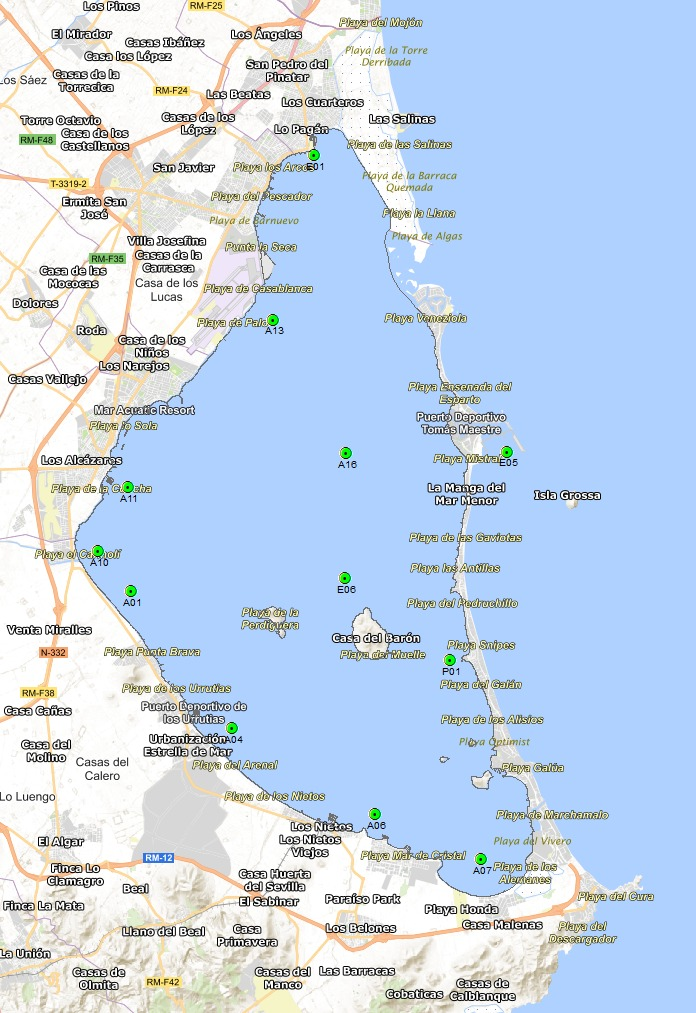 Los Pinos
RM-F25
Playa del Mojón
El Mirador
Casas Ibáñez
Los Ángeles
Casa los López
Playa de la Torre
Derribada
San Pedro del
Pinatar
Los Sáez
Casas de la
Torrecica
RM-F24
Las Beatas
Los Cuarteros
Torre Octavio
Casas de los
López
Lo Pagán
Las Salinas
RM-F48
Casa de los
Castellanos
Playa de las Salinas
E01
San Javier
Playa los Arcos
T-3319-2
Playa de la Barraca
Quemada
Ermita San
José
Playa del Pescador
Playa la Llana
Playa de Barnuevo
Villa Josefina
Punta la Seca
Playa de Algas
RM-F35
Casas de la
Carrasca
Casa de las
Mococas
Casa de los
Lucas
Playa de Casablanca
Dolores
Playa Veneziola
Roda
A13
Casa de los
Niños
Los Narejos
Casas Vallejo
Playa Ensenada del
Esparto
Mar Acuatic Resort
Puerto Deportivo
Tomás Maestre
Playa lo Sola
Los Alcázares
A16
Playa Mistral
E05
Playa de la Concha
A11
La Manga del
Mar Menor
Isla Grossa
Playa de las Gaviotas
Playa el Carmolí
A10
Playa las Antillas
A01
E06
Playa del Pedruchillo
Playa de la
Perdiguera
Venta Miralles
Casa del Barón
N-332
Playa Punta Brava
Playa del Muelle
Playa Snipes
P01
RM-F38
Playa de los Urrutias
Playa del Galán
Casas Cañas
Puerto Deportivo de
los Urrutias
Playa de los Alisios
Casa del
Molino
Urbanización
Estrella de Mar
A04
Playa Optimist
Casas del
Calero
Playa del Arenal
Playa Galúa
Lo Luengo
Playa de los Nietos
Playa de Marchamalo
A06
Los Nietos
El Algar
Los Nietos
Viejos
Playa del Vivero
RM-12
Playa Mar de Cristal
A07
Playa de los
Alemanes
Finca Lo
Clamagro
Casa Huerta
del Sevilla
Beal
Playa del Cura
Finca La Mata
El Sabinar
Paraíso Park
Playa Honda
Llano del Beal
Casa
Primavera
Los Belones
Casa Malenas
Playa del
Descargador
La Unión
Casas de
Olmita
RM-F42
Casas del
Manco
Las Barracas
Casas de
Calblanque
Cobaticas